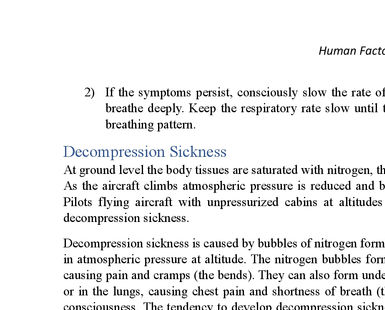 Human Facto
2) If the symptoms persist, consciously slow the rate of
breathe deeply. Keep the respiratory rate slow until t
breathing pattern.
Decompression Sickness
At ground level the body tissues are saturated with nitrogen, th
As the aircraft climbs atmospheric pressure is reduced and b
Pilots flying aircraft with unpressurized cabins at altitudes
decompression sickness.
Decompression sickness is caused by bubbles of nitrogen form
in atmospheric pressure at altitude. The nitrogen bubbles for
causing pain and cramps (the bends). They can also form unde
or in the lungs, causing chest pain and shortness of breath (t
consciousness. The tendency to develop decompression sickn